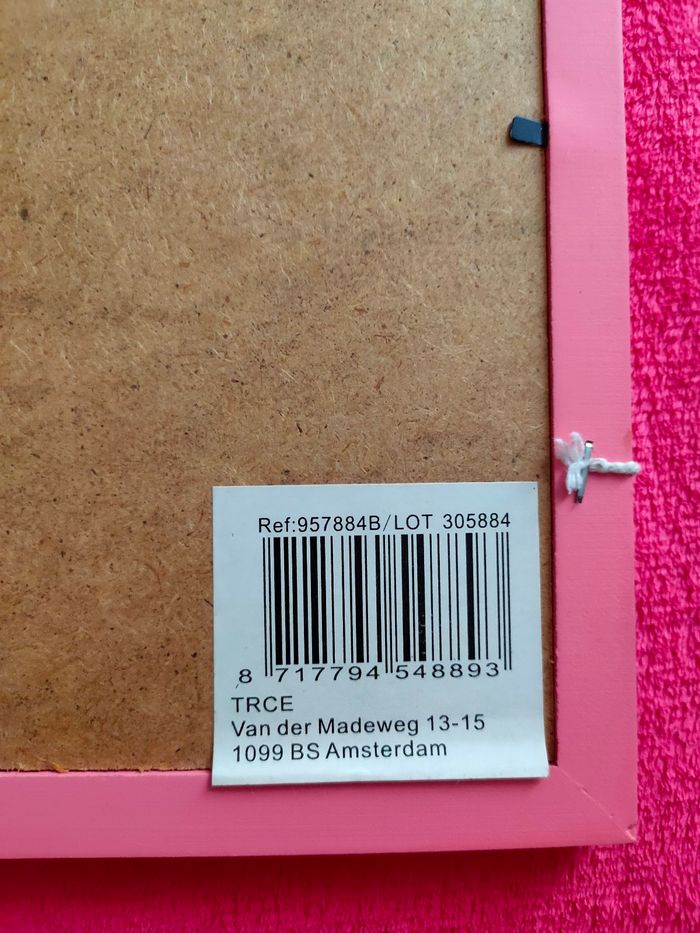 Ref:957884B/LOT 305884
8 717794 548893
TRCE
Van der Madeweg 13-15
1099 BS Amsterdam